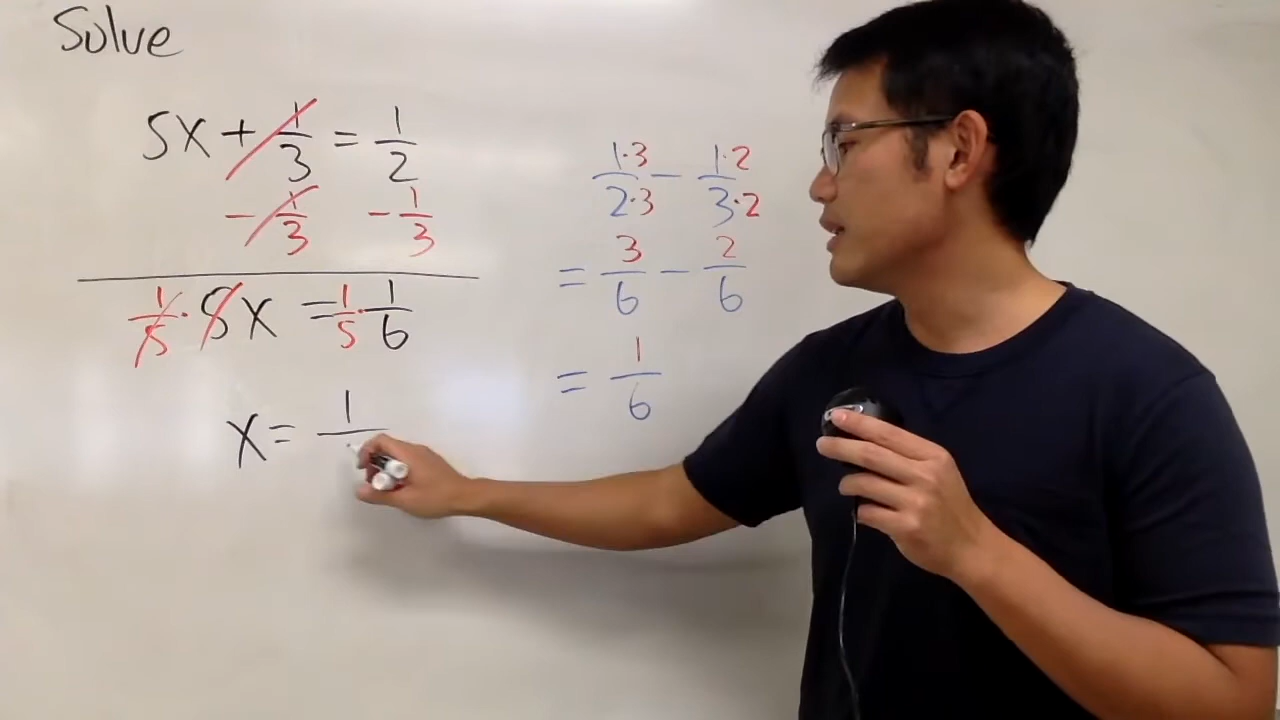 Solve
5x + 1/3 = 1/2
- 1/3 - 1/3
1/5 · 5x = 1/5 · 1/6
x = 1/
1·3/2·3 - 1·2/3·2
= 3/6 - 2/6
= 1/6